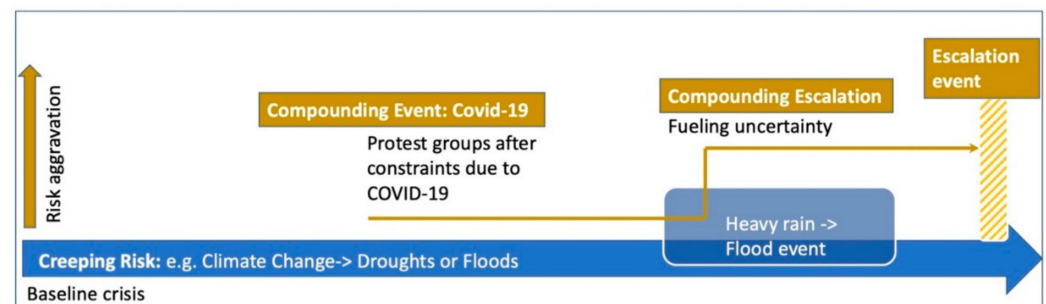 Escalation
event
Compounding Event: Covid-19
Compounding Escalation
Protest groups after
constraints due to
COVID-19
Fueling uncertainty
Risk aggravation
Heavy rain ->
Flood event
Creeping Risk: e.g. Climate Change-> Droughts or Floods
Baseline crisis